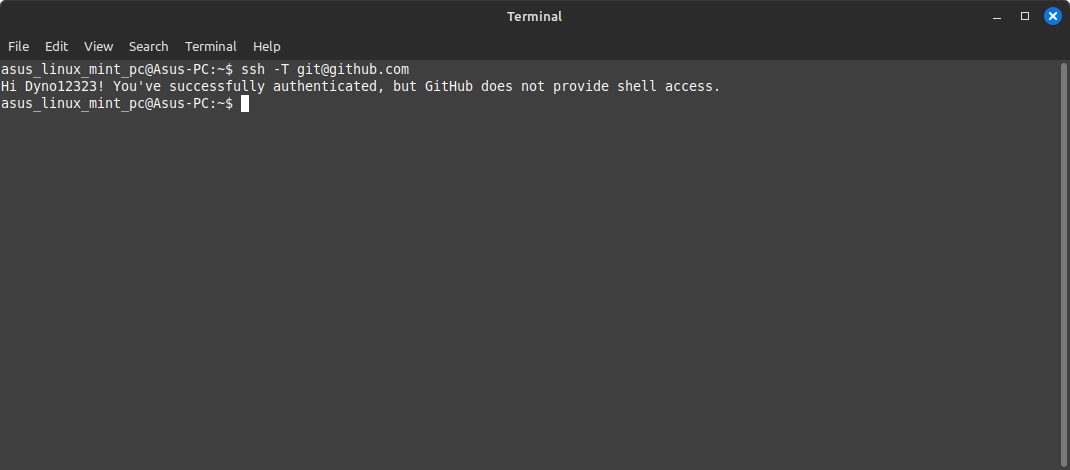 Terminal
File Edit View Search Terminal Help
asus_linux_mint_pc@Asus-PC:~$ ssh -T git@github.com
Hi Dyno12323! You've successfully authenticated, but GitHub does not provide shell access.
asus_linux_mint_pc@Asus-PC:~$